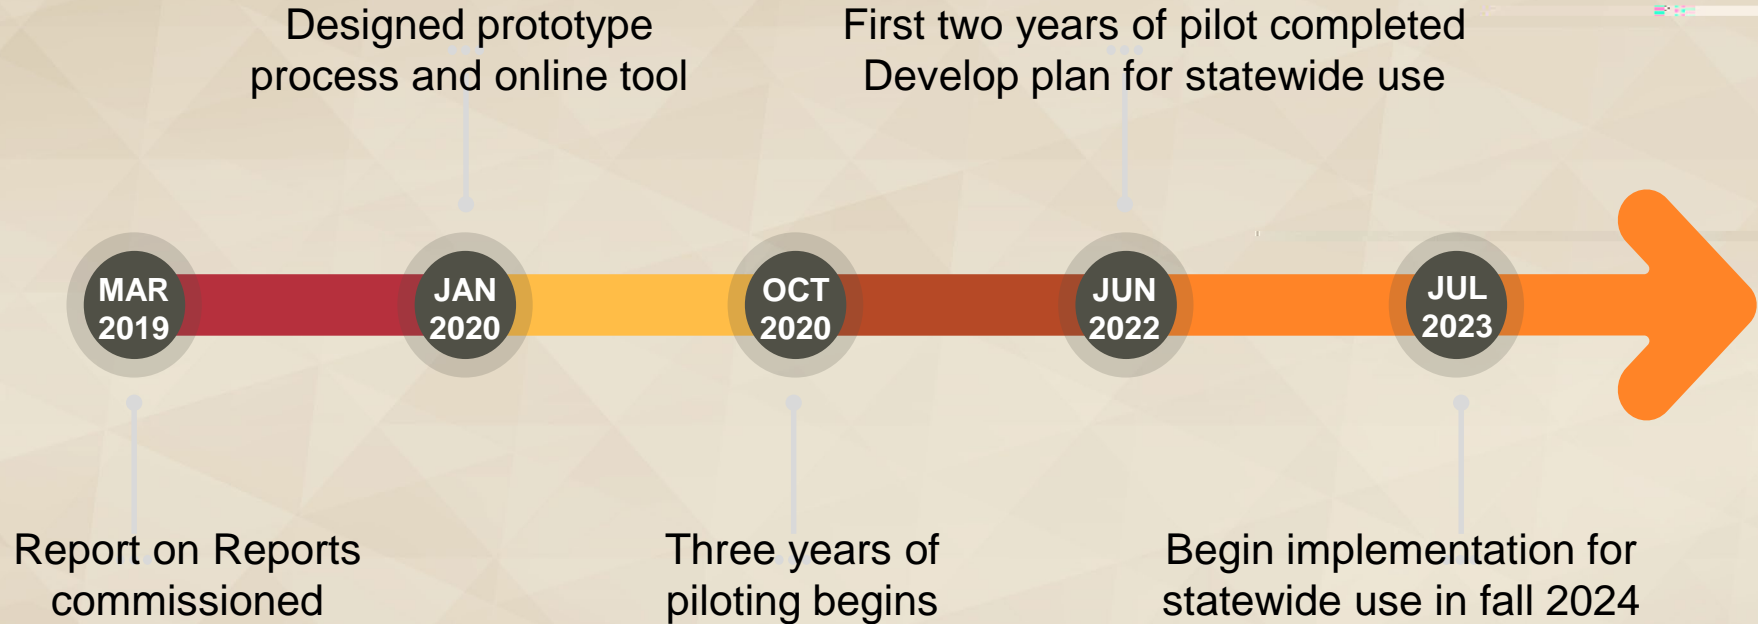 Designed prototype
process and online tool
First two years of pilot completed
Develop plan for statewide use
MAR
2019
JAN
2020
OCT
2020
JUN
2022
JUL
2023
Report on Reports
commissioned
Three years of
piloting begins
Begin implementation for
statewide use in fall 2024